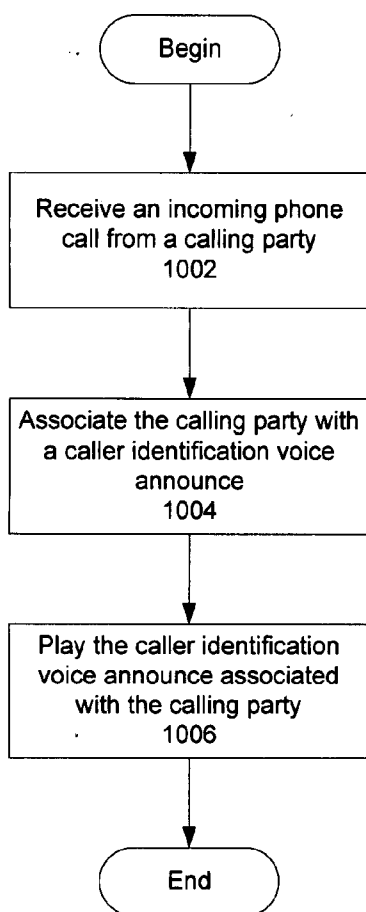 Begin
Receive an incoming phone
call from a calling party
1002
Associate the calling party with
a caller identification voice
announce
1004
Play the caller identification
voice announce associated
with the calling party
1006
End